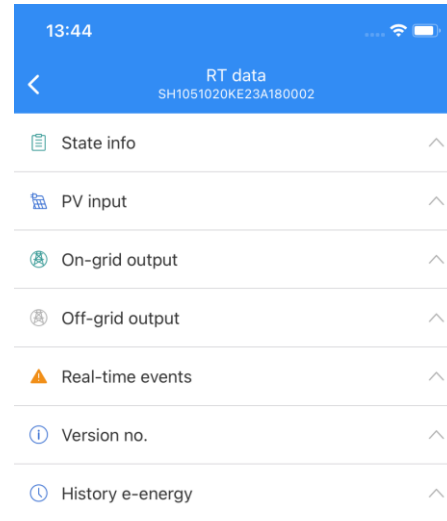 13:44
RT data
SH1051020KE23A180002
State info
PV input
On-grid output
Off-grid output
Real-time events
Version no.
History e-energy